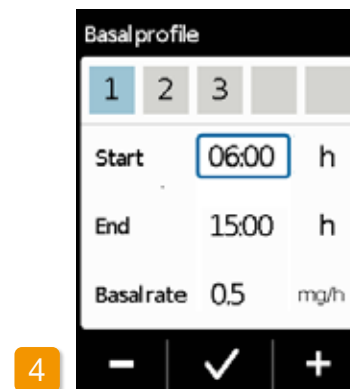 Basal profile
1 2 3
Start 06:00 h
End 15:00 h
Basal rate 0.5 mg/h
4 − ✓ +